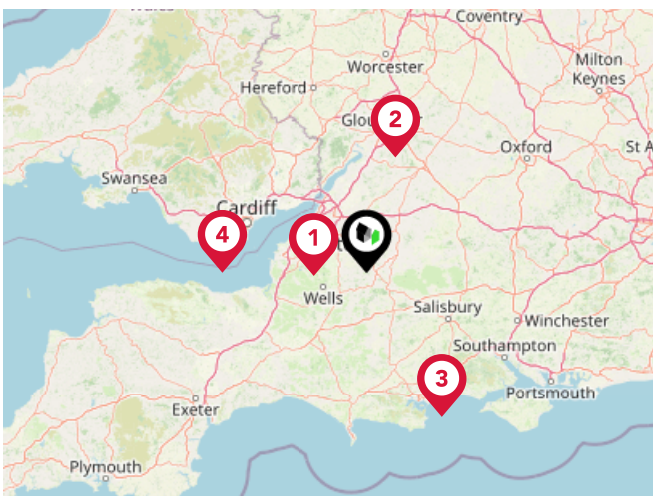 Coventry
Worcester
Milton
Keynes
Hereford
2
Oxford
St A
Swansea
Cardiff
4
1
Wells
Salisbury
Winchester
Southampton
3
Portsmouth
Exeter
Plymouth